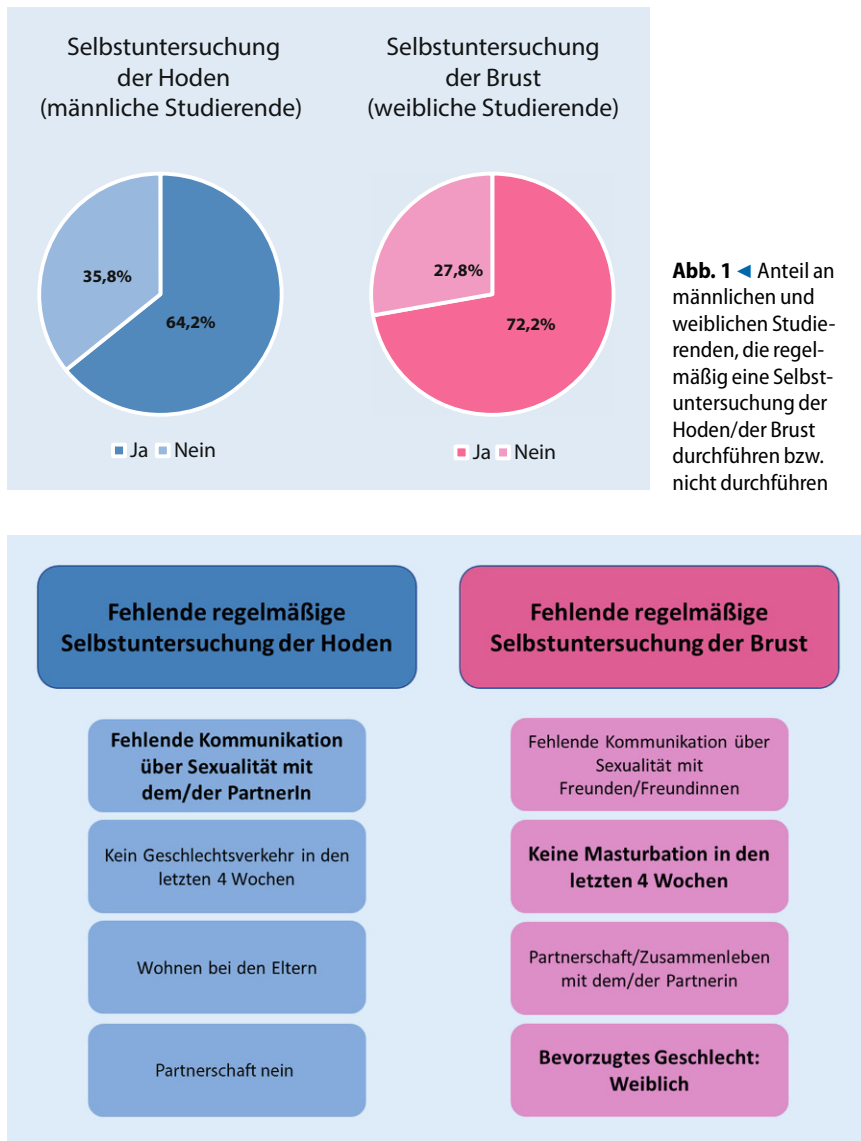 Selbstuntersuchung
der Hoden
(männliche Studierende)
35,8%
64,2%
Ja Nein
Selbstuntersuchung
der Brust
(weibliche Studierende)
27,8%
72,2%
Ja Nein
Abb. 1 ◀ Anteil an
männlichen und
weiblichen Studie-
renden, die regel-
mäßig eine Selbst-
untersuchung der
Hoden/der Brust
durchführen bzw.
nicht durchführen
Fehlende regelmäßige
Selbstuntersuchung der Hoden
Fehlende Kommunikation
über Sexualität mit
dem/der PartnerIn
Kein Geschlechtsverkehr in den
letzten 4 Wochen
Wohnen bei den Eltern
Partnerschaft nein
Fehlende regelmäßige
Selbstuntersuchung der Brust
Fehlende Kommunikation über
Sexualität mit
Freunden/Freundinnen
Keine Masturbation in den
letzten 4 Wochen
Partnerschaft/Zusammenleben
mit dem/der Partnerin
Bevorzugtes Geschlecht:
Weiblich